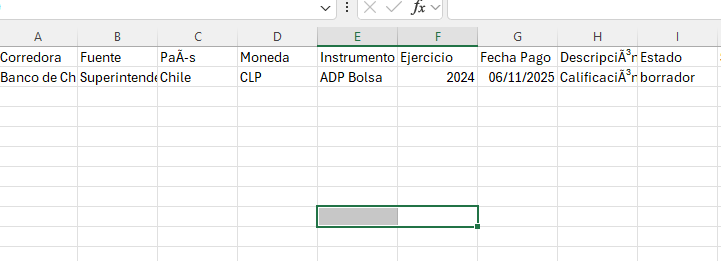 fx
A B C D E F G H I
Corredora Fuente PaÃ-s Moneda Instrumento Ejercicio Fecha Pago DescripciÃ³n Estado
Banco de Ch Superintende Chile CLP ADP Bolsa 2024 06/11/2025 CalificaciÃ³n borrador